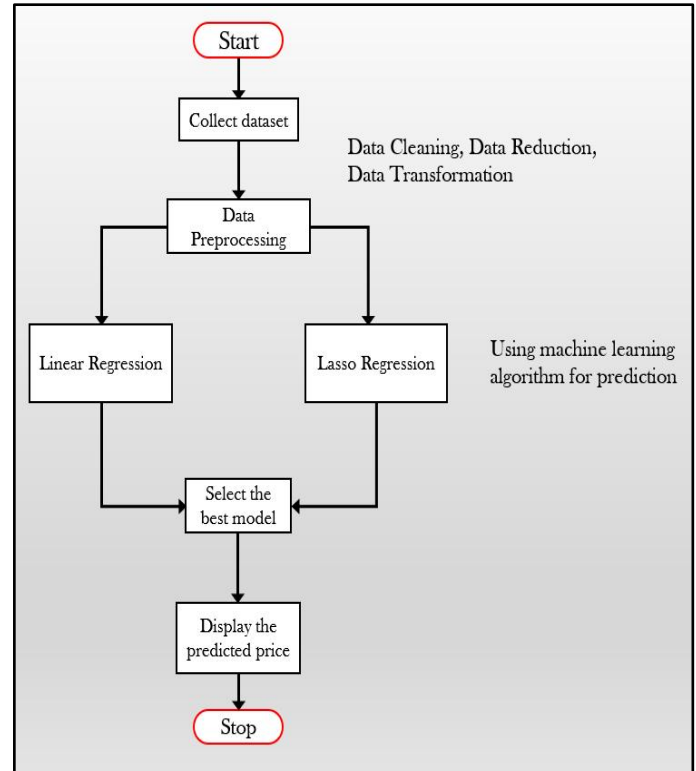 Start
Collect dataset
Data Cleaning, Data Reduction,
Data Transformation
Data
Preprocessing
Linear Regression
Lasso Regression
Using machine learning
algorithm for prediction
Select the
best model
Display the
predicted price
Stop